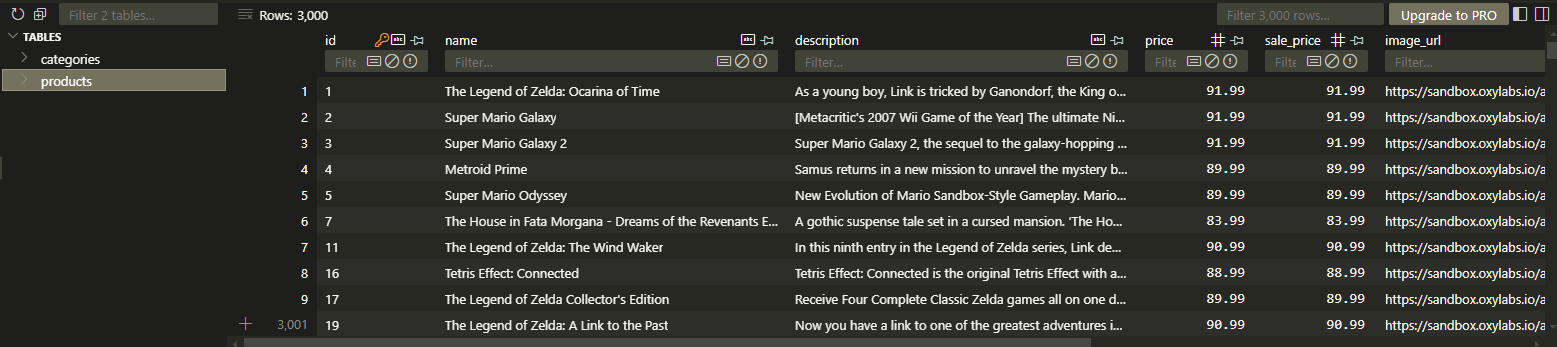 Filter 2 tables...
Rows: 3,000
Filter 3,000 rows...
Upgrade to PRO
TABLES
categories
products
id name description price sale_price image_url
Filte Filter... Filter... Filte Filte Filter...
1 1 The Legend of Zelda: Ocarina of Time As a young boy, Link is tricked by Ganondorf, the King o... 91.99 91.99 https://sandbox.oxylabs.io/a
2 2 Super Mario Galaxy [Metacritic's 2007 Wii Game of the Year] The ultimate Ni... 91.99 91.99 https://sandbox.oxylabs.io/a
3 3 Super Mario Galaxy 2 Super Mario Galaxy 2, the sequel to the galaxy-hopping ... 91.99 91.99 https://sandbox.oxylabs.io/a
4 4 Metroid Prime Samus returns in a new mission to unravel the mystery b... 89.99 89.99 https://sandbox.oxylabs.io/a
5 5 Super Mario Odyssey New Evolution of Mario Sandbox-Style Gameplay. Mario... 89.99 89.99 https://sandbox.oxylabs.io/a
6 7 The House in Fata Morgana - Dreams of the Revenants E... A gothic suspense tale set in a cursed mansion. 'The Ho... 83.99 83.99 https://sandbox.oxylabs.io/a
7 11 The Legend of Zelda: The Wind Waker In this ninth entry in the Legend of Zelda series, Link de... 90.99 90.99 https://sandbox.oxylabs.io/a
8 16 Tetris Effect: Connected Tetris Effect: Connected is the original Tetris Effect with a... 88.99 88.99 https://sandbox.oxylabs.io/a
9 17 The Legend of Zelda Collector's Edition Receive Four Complete Classic Zelda games all on one d... 89.99 89.99 https://sandbox.oxylabs.io/a
3,001 19 The Legend of Zelda: A Link to the Past Now you have a link to one of the greatest adventures i... 90.99 90.99 https://sandbox.oxylabs.io/a